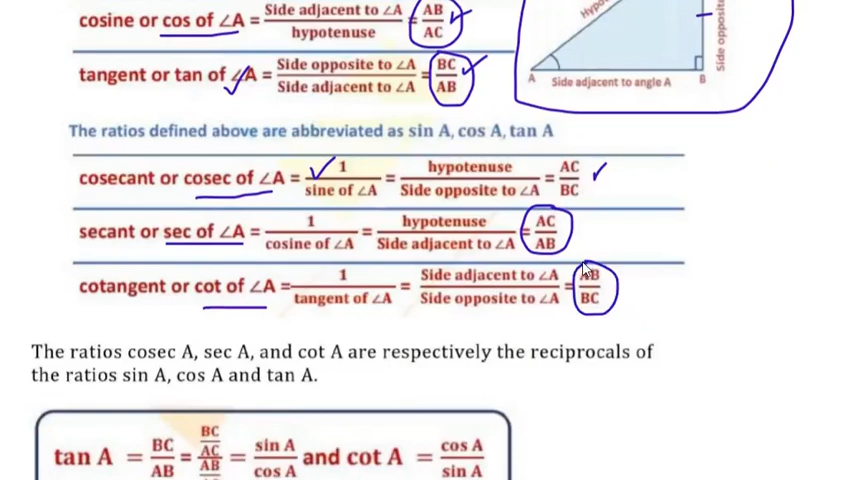 cosine or cos of ∠A = Side adjacent to ∠A / hypotenuse = AB / AC
Hypo
Side opposite
tangent or tan of ∠A = Side opposite to ∠A / Side adjacent to ∠A = BC / AB
A Side adjacent to angle A B
The ratios defined above are abbreviated as sin A, cos A, tan A
cosecant or cosec of ∠A = 1 / sine of ∠A = hypotenuse / Side opposite to ∠A = AC / BC
secant or sec of ∠A = 1 / cosine of ∠A = hypotenuse / Side adjacent to ∠A = AC / AB
cotangent or cot of ∠A = 1 / tangent of ∠A = Side adjacent to ∠A / Side opposite to ∠A = AB / BC
The ratios cosec A, sec A, and cot A are respectively the reciprocals of
the ratios sin A, cos A and tan A.
tan A = BC / AB = BC / AC / AB = sin A / cos A and cot A = cos A / sin A